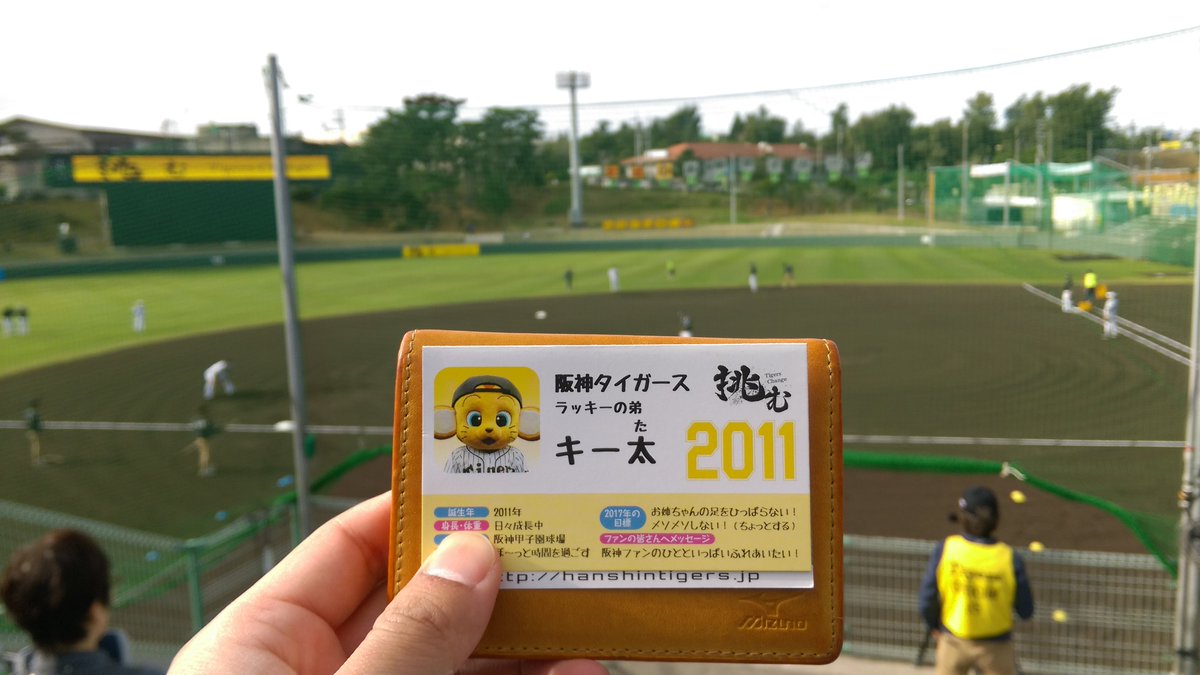 挑む
阪神タイガース
ラッキーの弟
た
キー太
挑む
Tigers
Change
2011
誕生年 2011年
身長・体重 日々成長中
阪神甲子園球場
ぼーっと時間を過ごす
2017年の
目標
お姉ちゃんの足をひっぱらない!
メソメソしない!(ちょっとする)
ファンの皆さんへメッセージ
阪神ファンのひとといっぱいふれあいたい!
ttp://hanshintigers.jp
MIZUNO